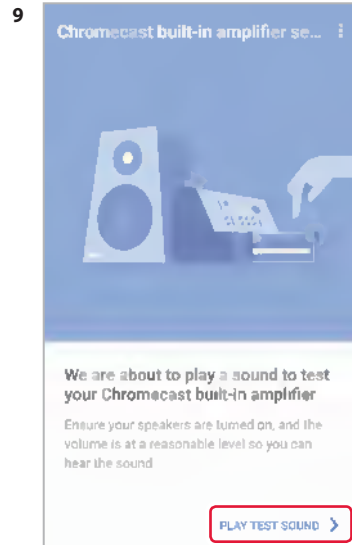 9
Chromecast built-in amplifier se...
We are about to play a sound to test
your Chromecast built-in amplifier
Ensure your speakers are turned on, and the
volume is at a reasonable level so you can
hear the sound
PLAY TEST SOUND